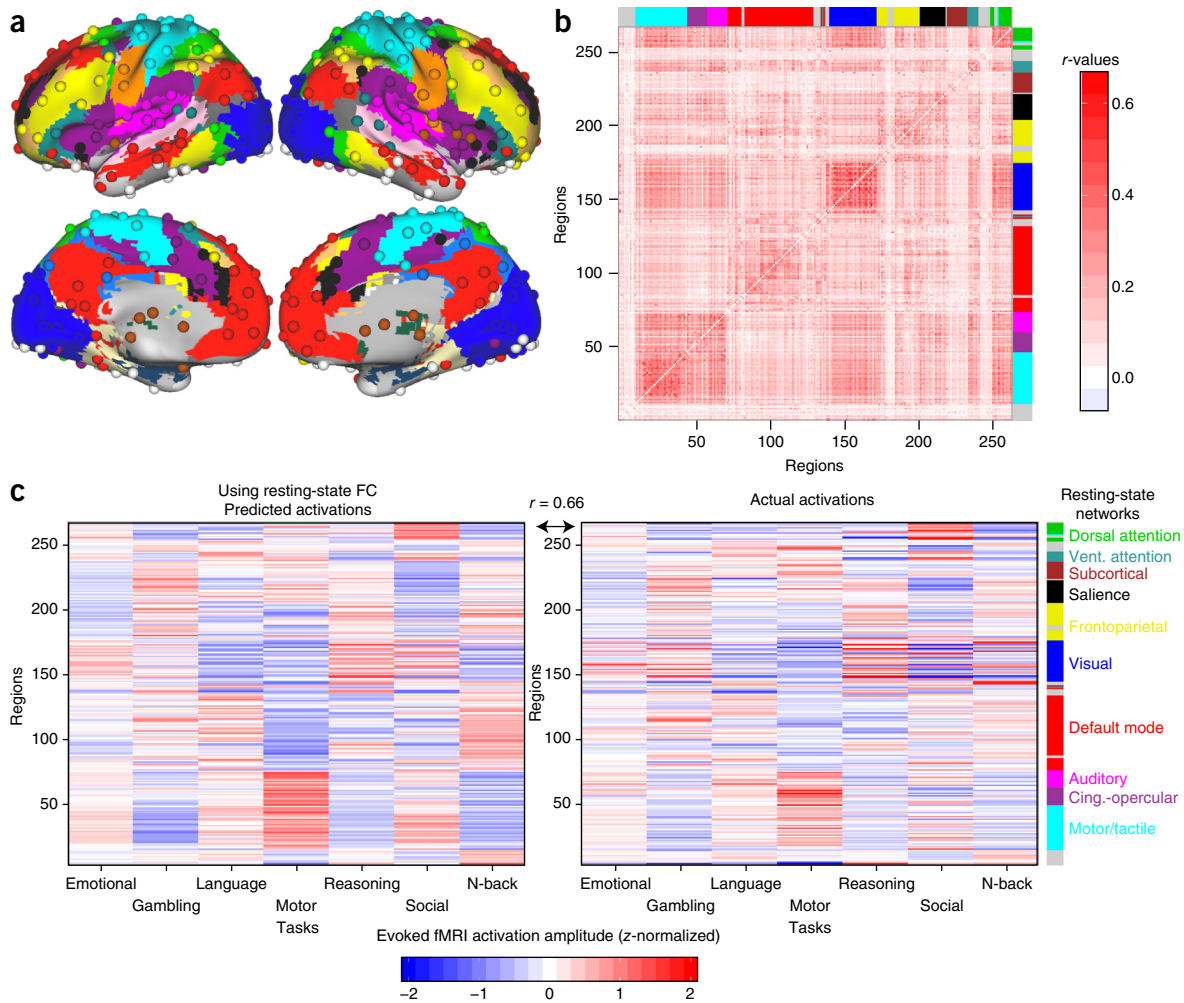 a
b
r-values
250
200
150
100
50
Regions
50
100
150
200
250
Regions
0.6
0.4
0.2
0.0
c
Using resting-state FC
Predicted activations
r = 0.66
Actual activations
Resting-state
networks
250
200
150
100
50
Regions
250
200
150
100
50
Regions
Dorsal attention
Vent. attention
Subcortical
Salience
Frontoparietal
Visual
Default mode
Auditory
Cing.-opercular
Motor/tactile
Emotional
Language
Reasoning
N-back
Gambling
Motor
Social
Tasks
Emotional
Language
Reasoning
N-back
Gambling
Motor
Social
Tasks
Evoked fMRI activation amplitude (z-normalized)
−2
−1
0
1
2